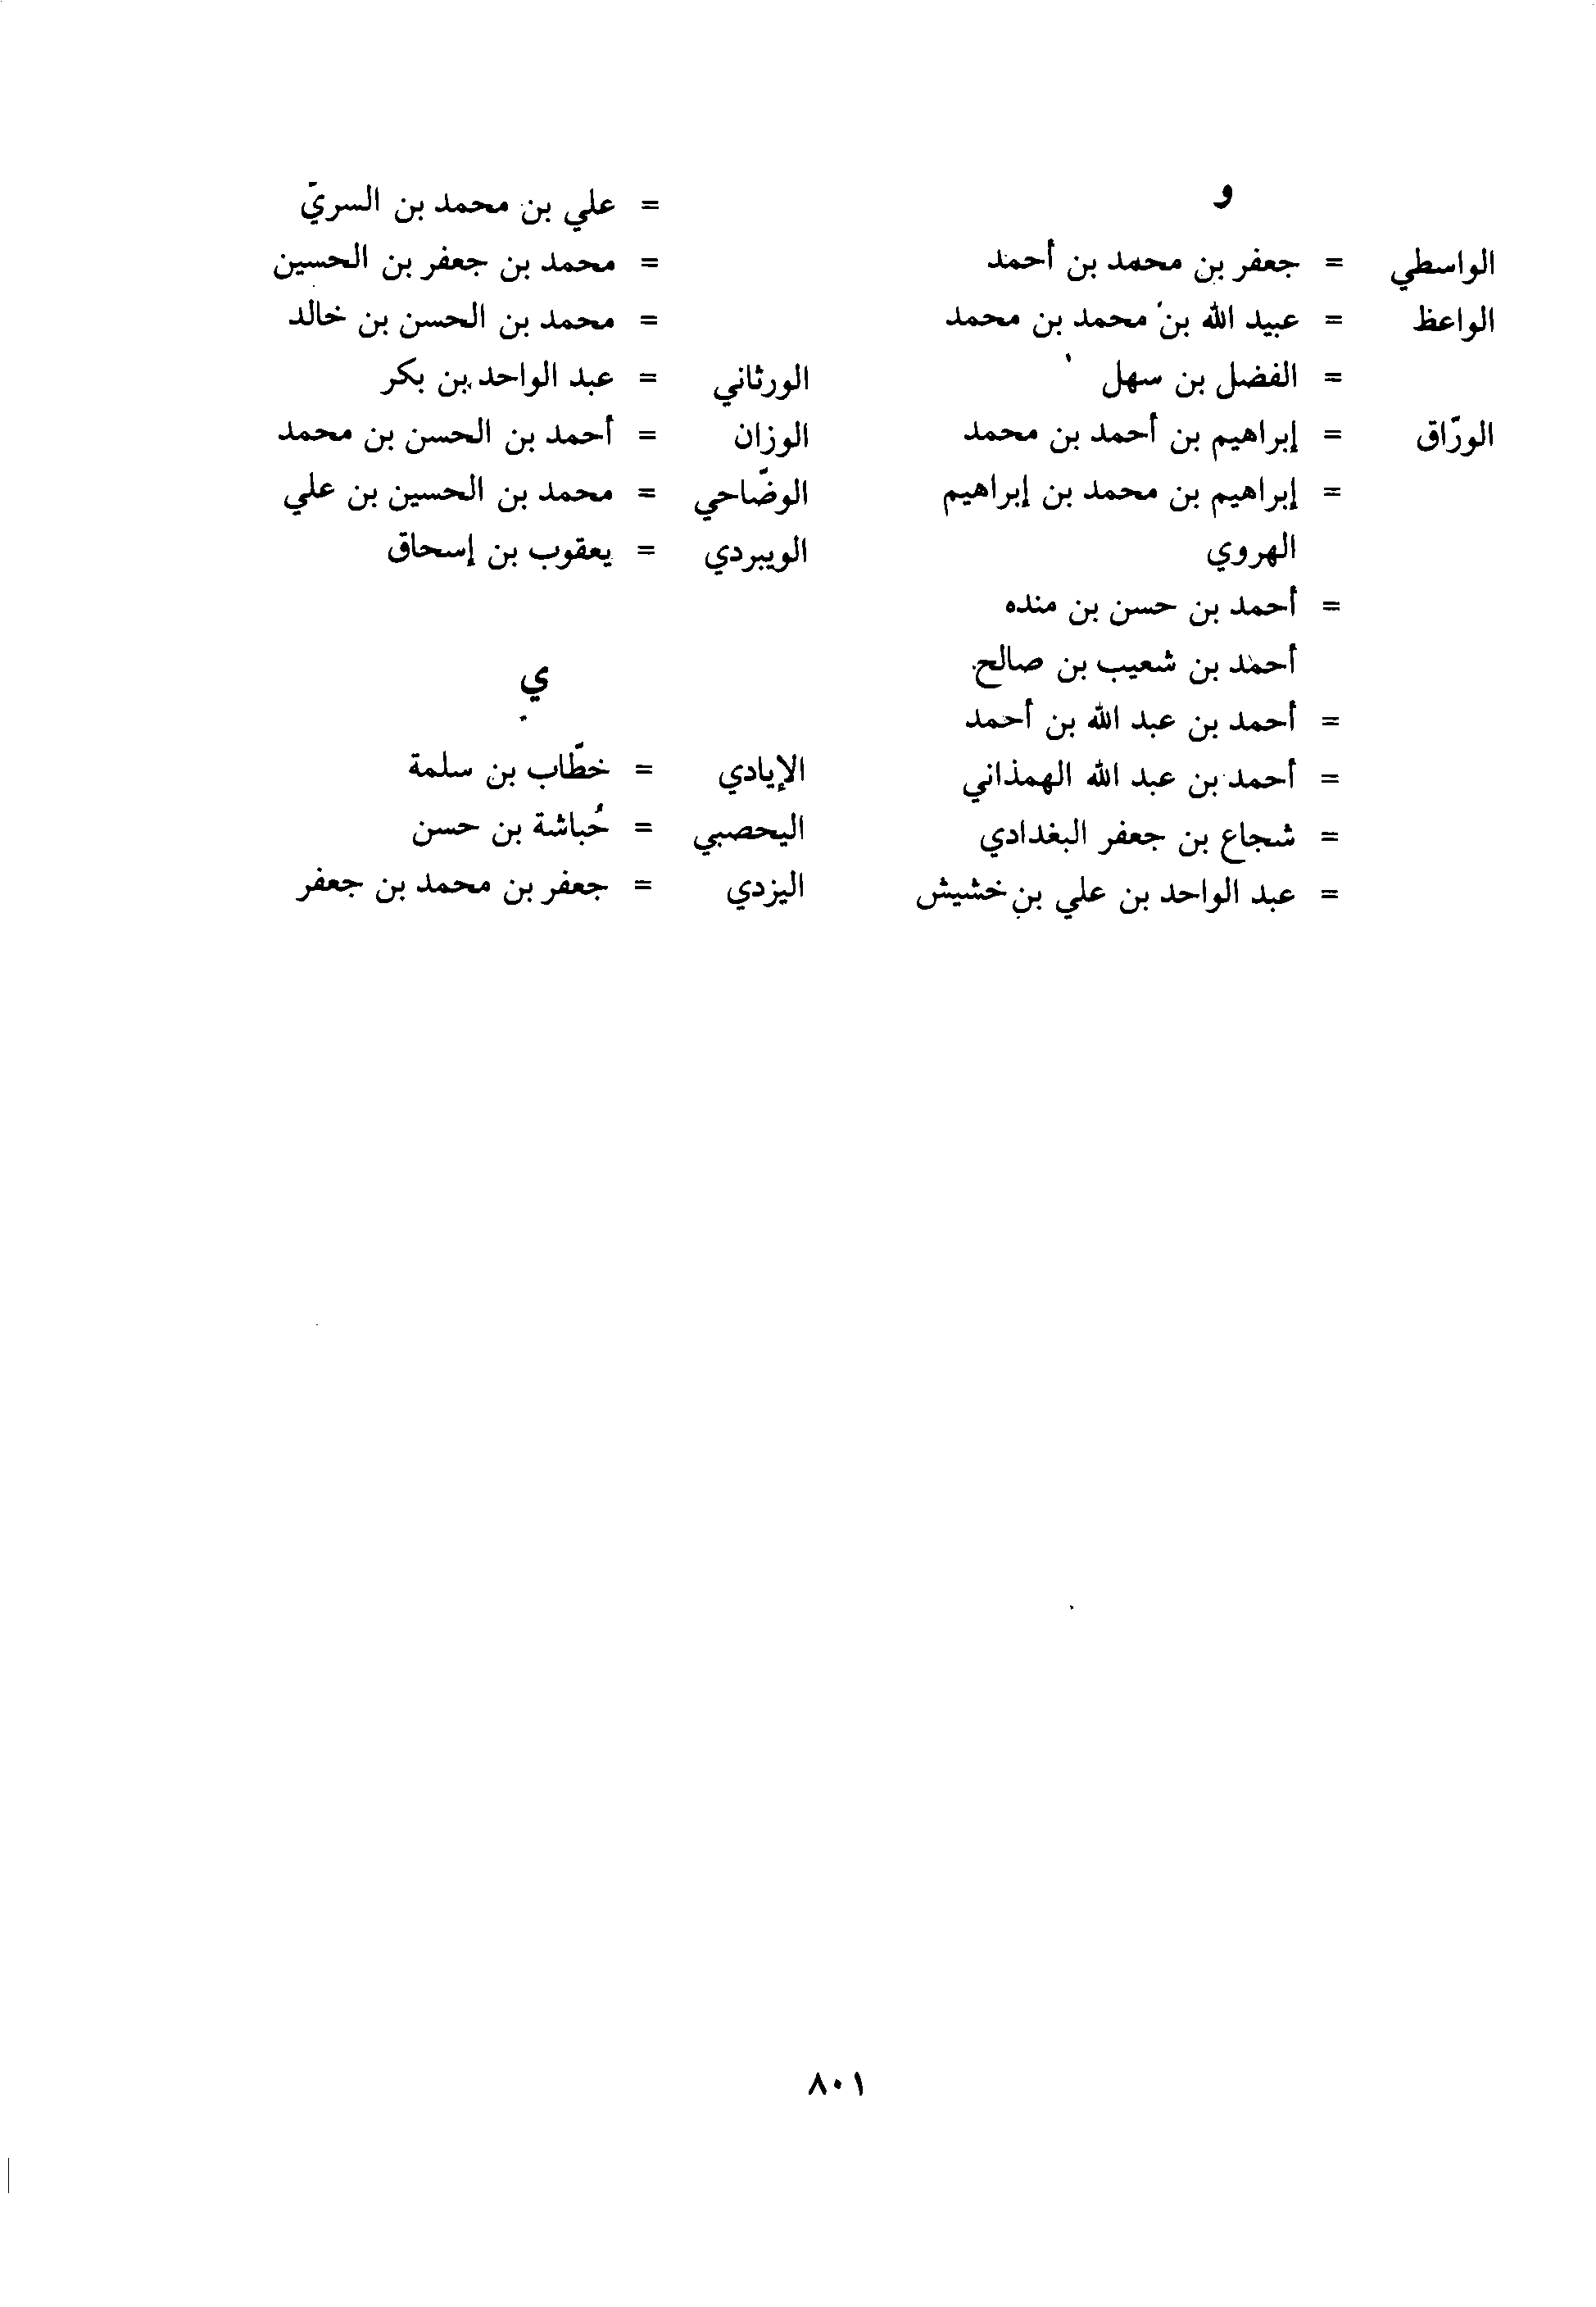 و
الواسطي = جعفر بن محمد بن أحمد
الواعظ = عبيد الله بن محمد بن محمد
= الفضل بن سهل
الورّاق = إبراهيم بن أحمد بن محمد
= إبراهيم بن محمد بن إبراهيم
الهروي
= أحمد بن حسن بن منده
أحمد بن شعيب بن صالح
= أحمد بن عبد الله بن أحمد
= أحمد بن عبد الله الهمذاني
= شجاع بن جعفر البغدادي
= عبد الواحد بن علي بن خشيش
= علي بن محمد بن السريّ
= محمد بن جعفر بن الحسين
= محمد بن الحسن بن خالد
الورثاني = عبد الواحد بن بكر
الوزان = أحمد بن الحسن بن محمد
الوضّاحي = محمد بن الحسين بن علي
الويبردي = يعقوب بن إسحاق
ي
الإيادي = خطّاب بن سلمة
اليحصبي = حُباشة بن حسن
اليزدي = جعفر بن محمد بن جعفر
٨٠١